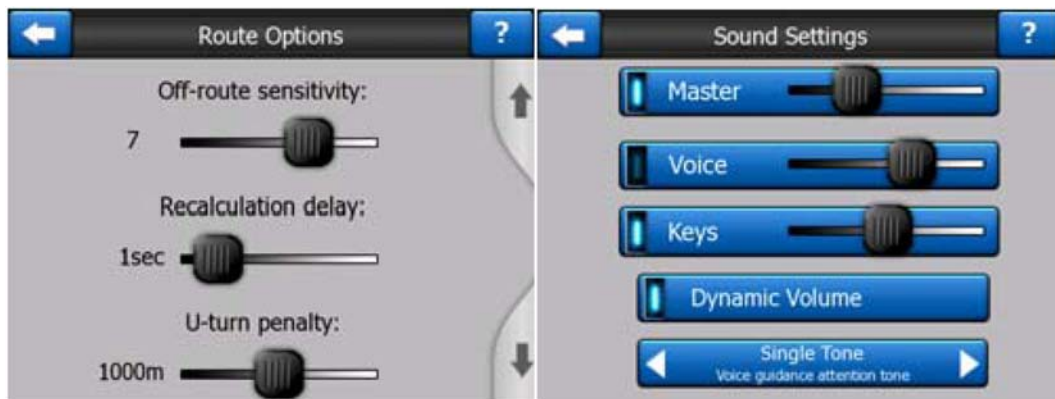 Route Options
?
Off-route sensitivity:
7
Recalculation delay:
1sec
U-turn penalty:
1000m
Sound Settings
?
Master
Voice
Keys
Dynamic Volume
Single Tone
Voice guidance attention tone